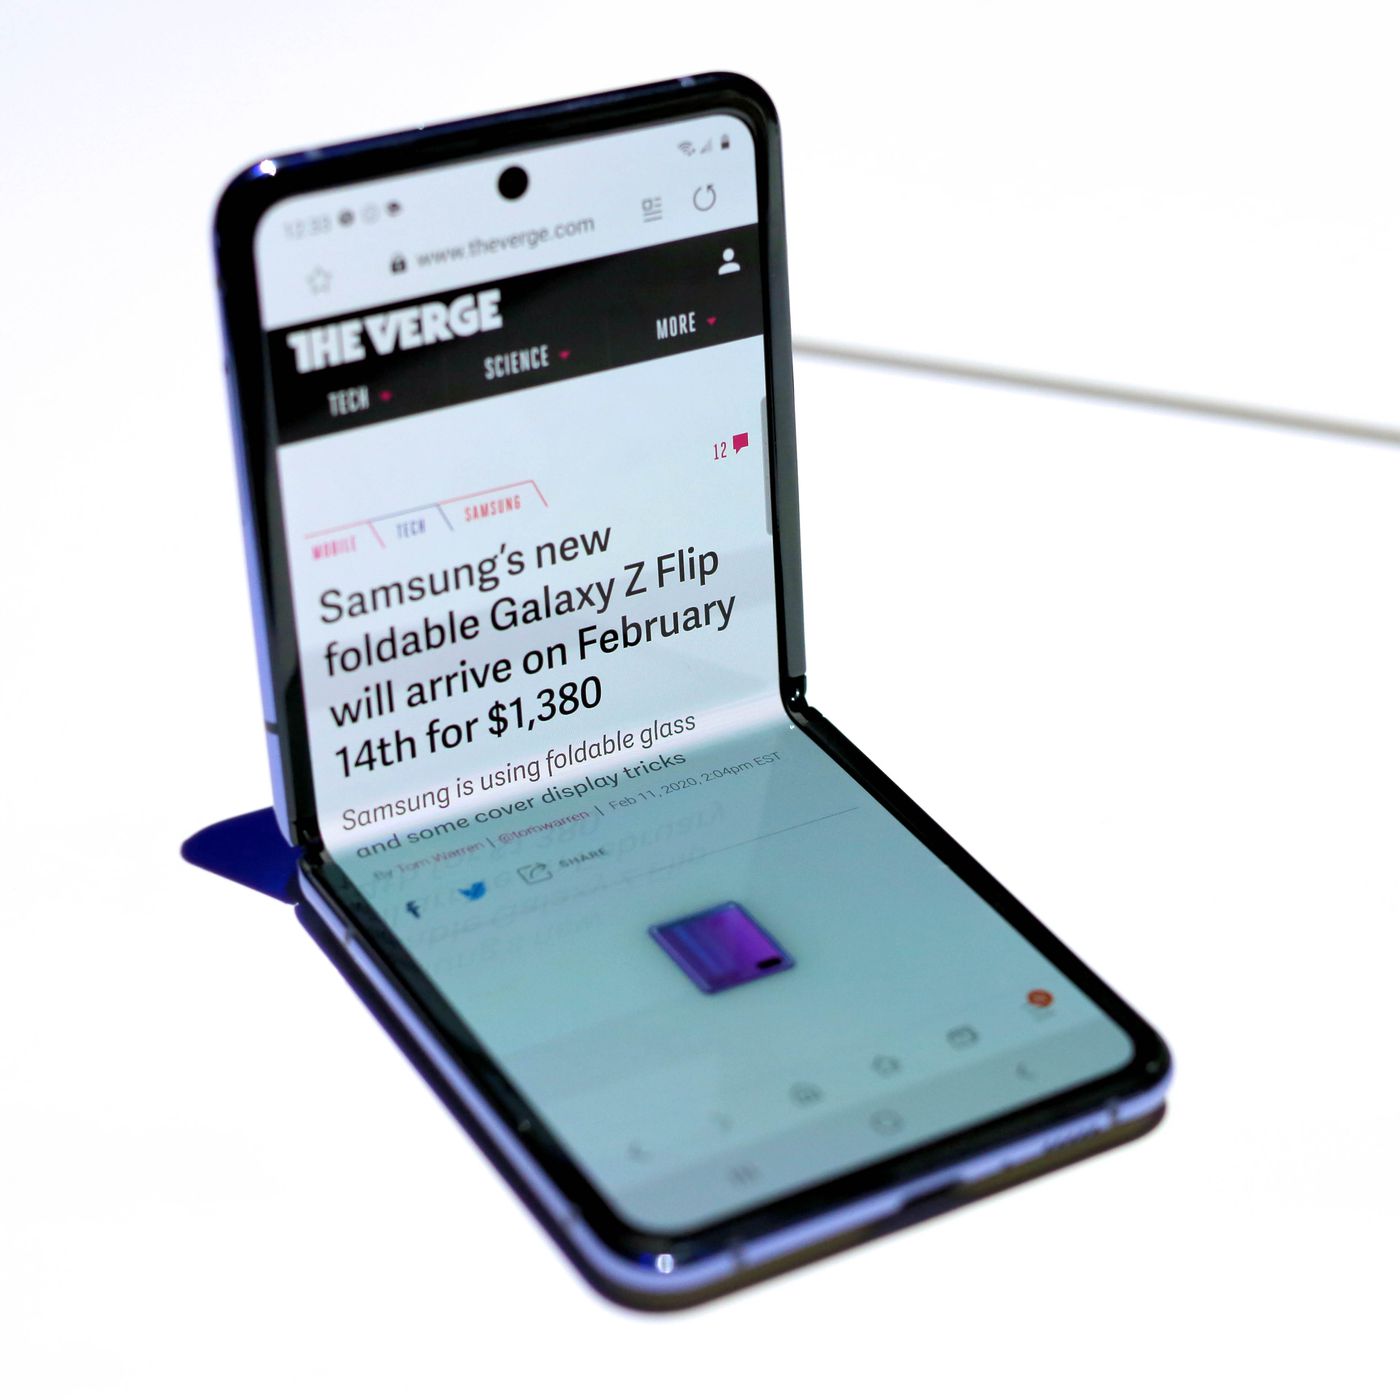 12:33
www.theverge.com
THE VERGE
TECH SCIENCE MORE
12
MOBILE TECH SAMSUNG
Samsung's new
foldable Galaxy Z Flip
will arrive on February
14th for $1,380
Samsung is using foldable glass
and some cover display tricks
By Tom Warren | @tomwarren | Feb 11, 2020, 2:04pm EST
SHARE